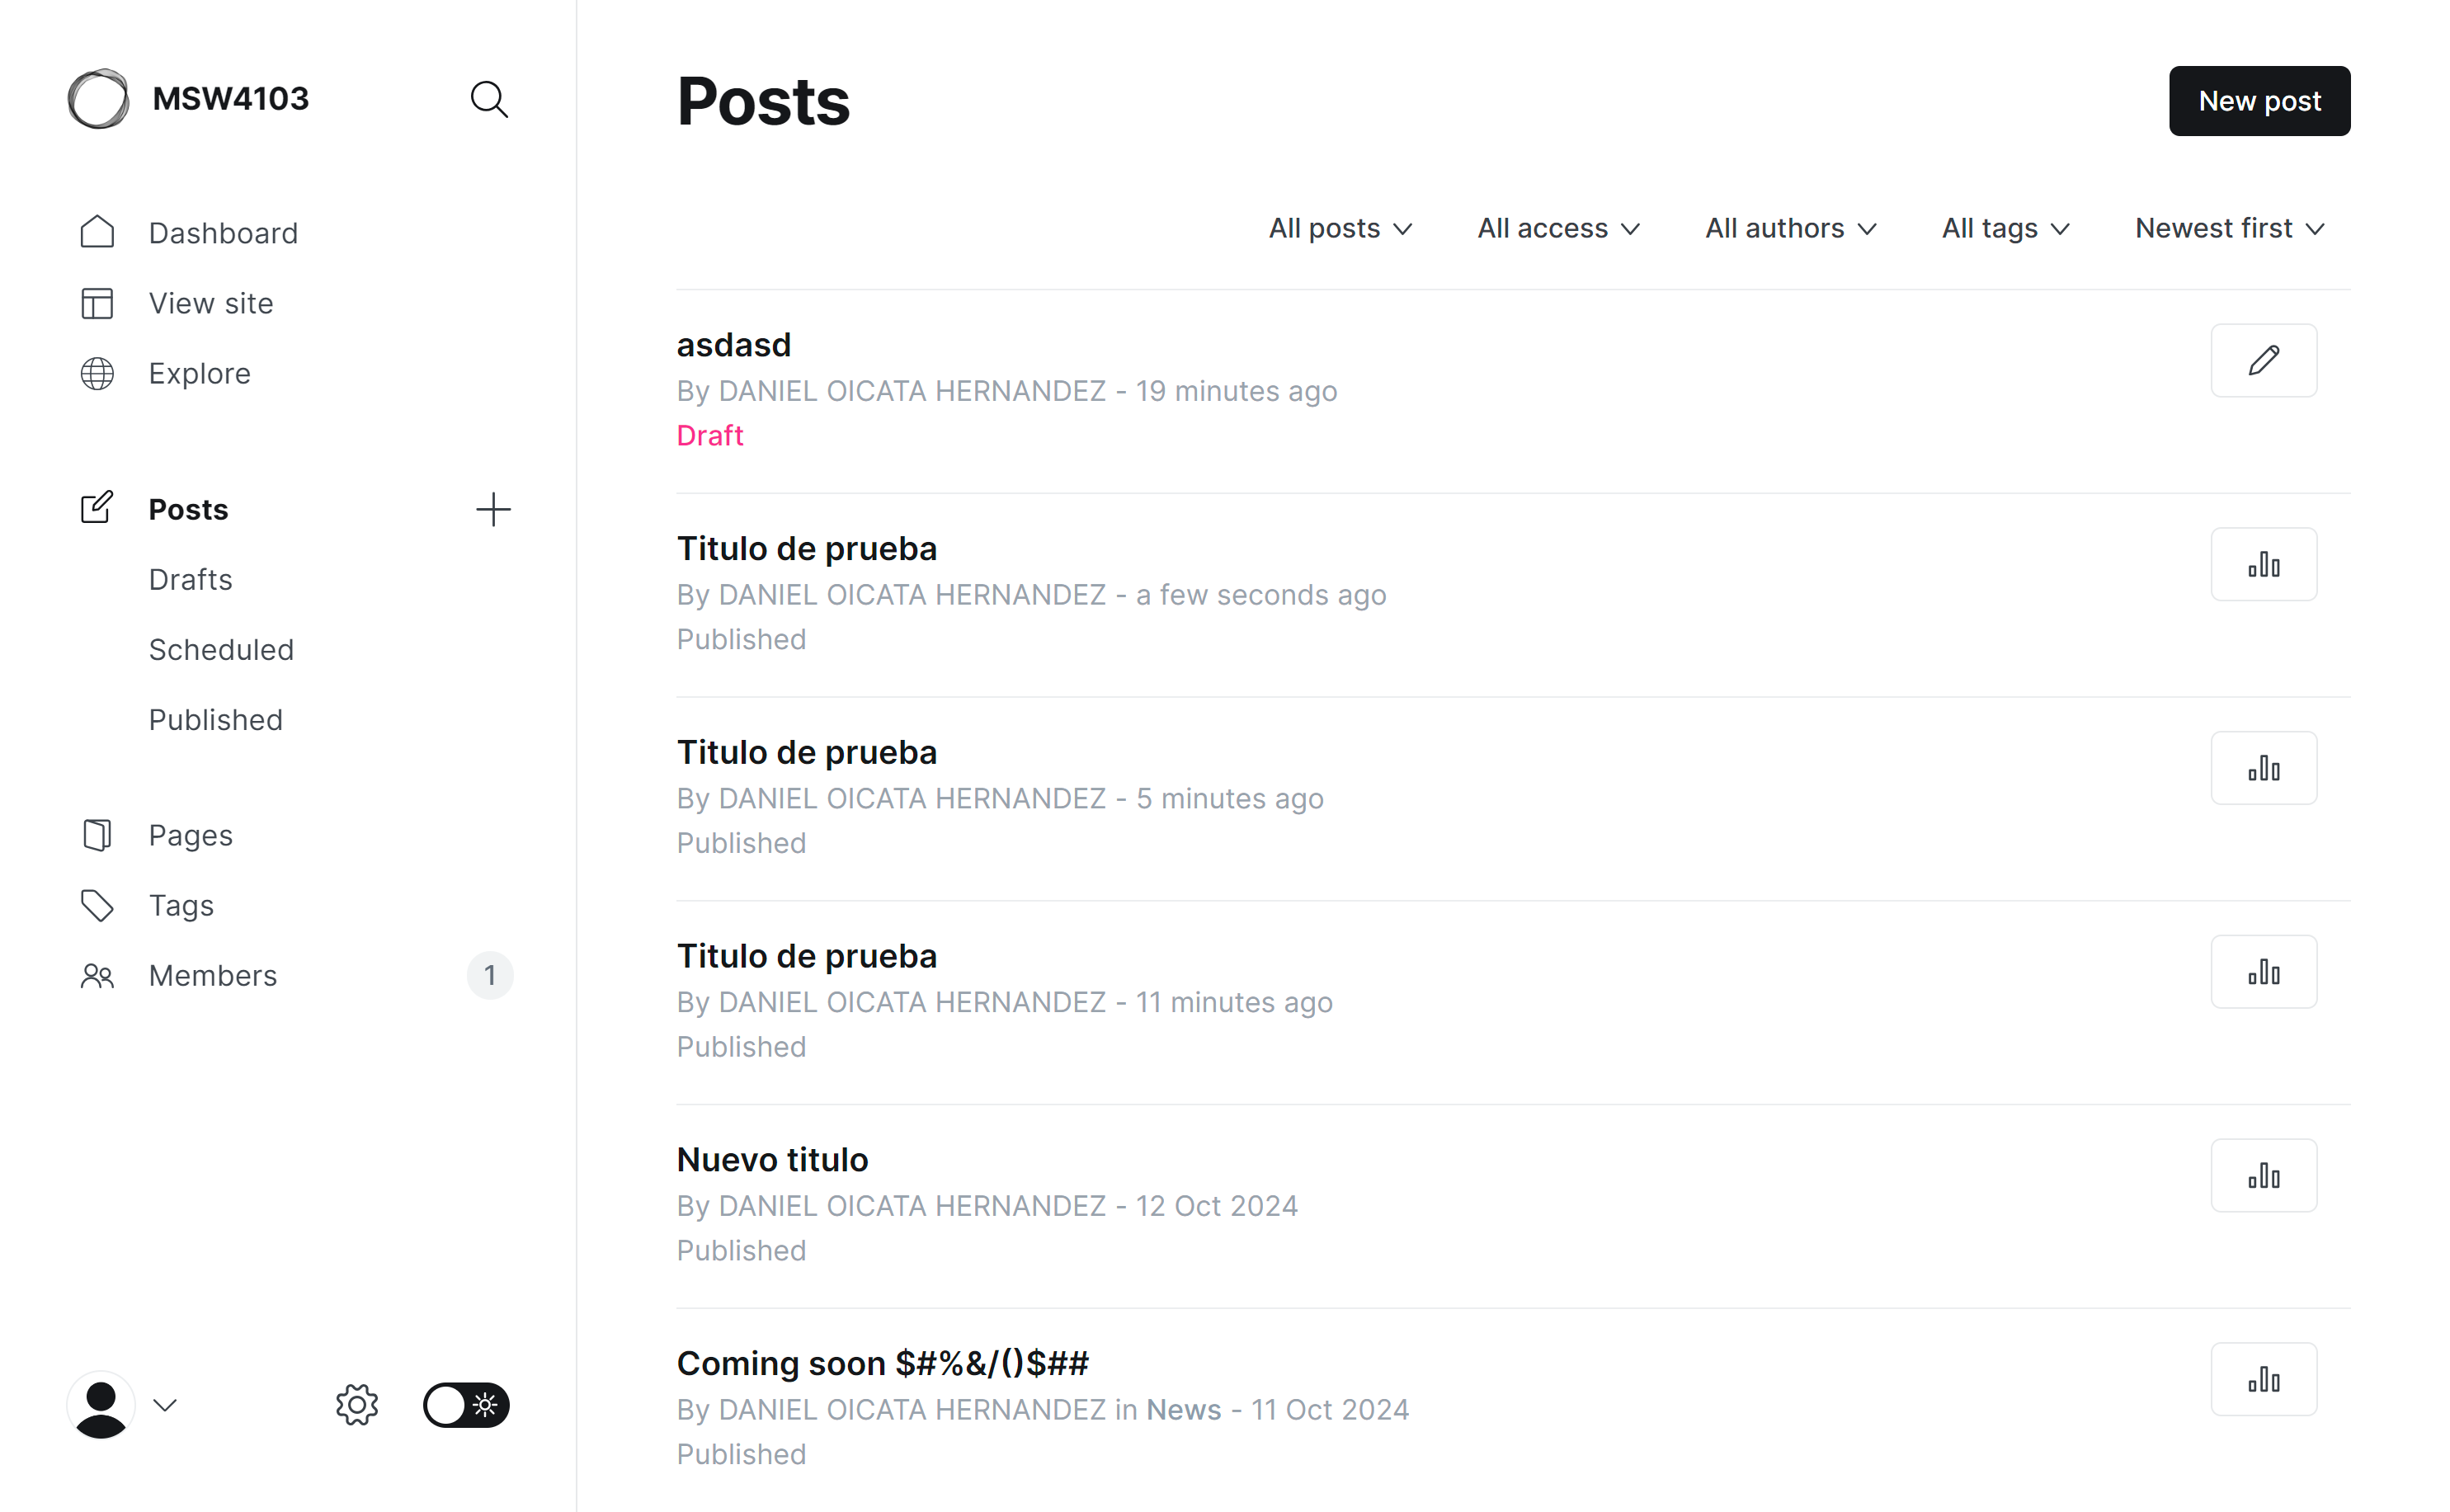 MSW4103
Dashboard
View site
Explore
Posts
Drafts
Scheduled
Published
Pages
Tags
Members 1
Posts
New post
All posts All access All authors All tags Newest first
asdasd
By DANIEL OICATA HERNANDEZ - 19 minutes ago
Draft
Titulo de prueba
By DANIEL OICATA HERNANDEZ - a few seconds ago
Published
Titulo de prueba
By DANIEL OICATA HERNANDEZ - 5 minutes ago
Published
Titulo de prueba
By DANIEL OICATA HERNANDEZ - 11 minutes ago
Published
Nuevo titulo
By DANIEL OICATA HERNANDEZ - 12 Oct 2024
Published
Coming soon $#%&/()$##
By DANIEL OICATA HERNANDEZ in News - 11 Oct 2024
Published